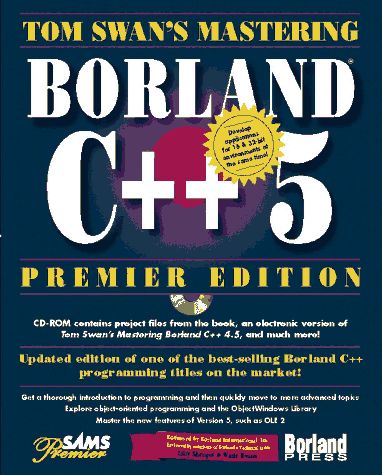 TOM SWAN'S MASTERING
BORLAND®
C++ 5
Develop
applications
for 16 & 32-bit
environments at
the same time!
PREMIER EDITION
CD-ROM contains project files from the book, an electronic version of
Tom Swan's Mastering Borland C++ 4.5, and much more!
Updated edition of one of the best-selling Borland C++
programming titles on the market!
Get a thorough introduction to programming and then quickly move to more advanced topics
Explore object-oriented programming and the ObjectWindows Library
Master the new features of Version 5, such as OLE 2
SAMS
Premier
Borland
PRESS